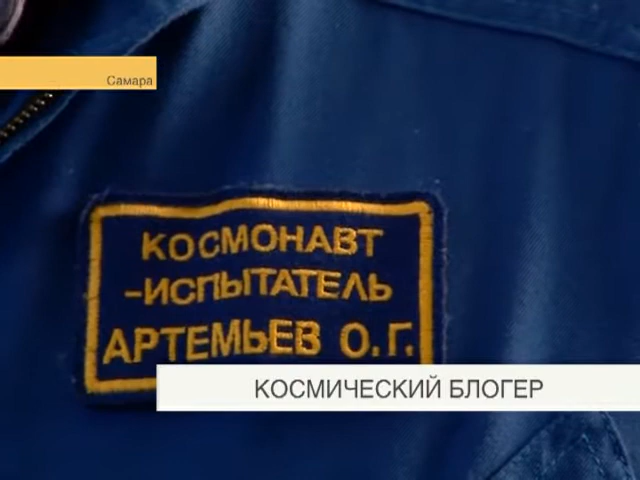 Самара
КОСМОНАВТ
-ИСПЫТАТЕЛЬ
АРТЕМЬЕВ О.Г.
КОСМИЧЕСКИЙ БЛОГЕР